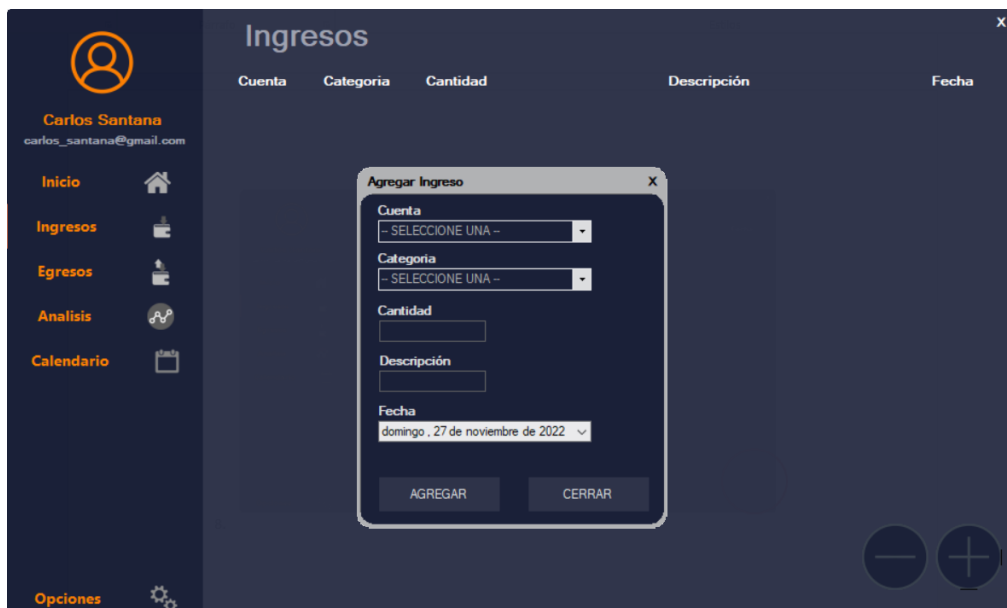 Ingresos
X
Cuenta Categoria Cantidad Descripción Fecha
Carlos Santana
carlos_santana@gmail.com
Inicio
Ingresos
Egresos
Analisis
Calendario
Opciones
Agregar Ingreso X
Cuenta
-- SELECCIONE UNA --
Categoria
-- SELECCIONE UNA --
Cantidad
Descripción
Fecha
domingo , 27 de noviembre de 2022
AGREGAR CERRAR